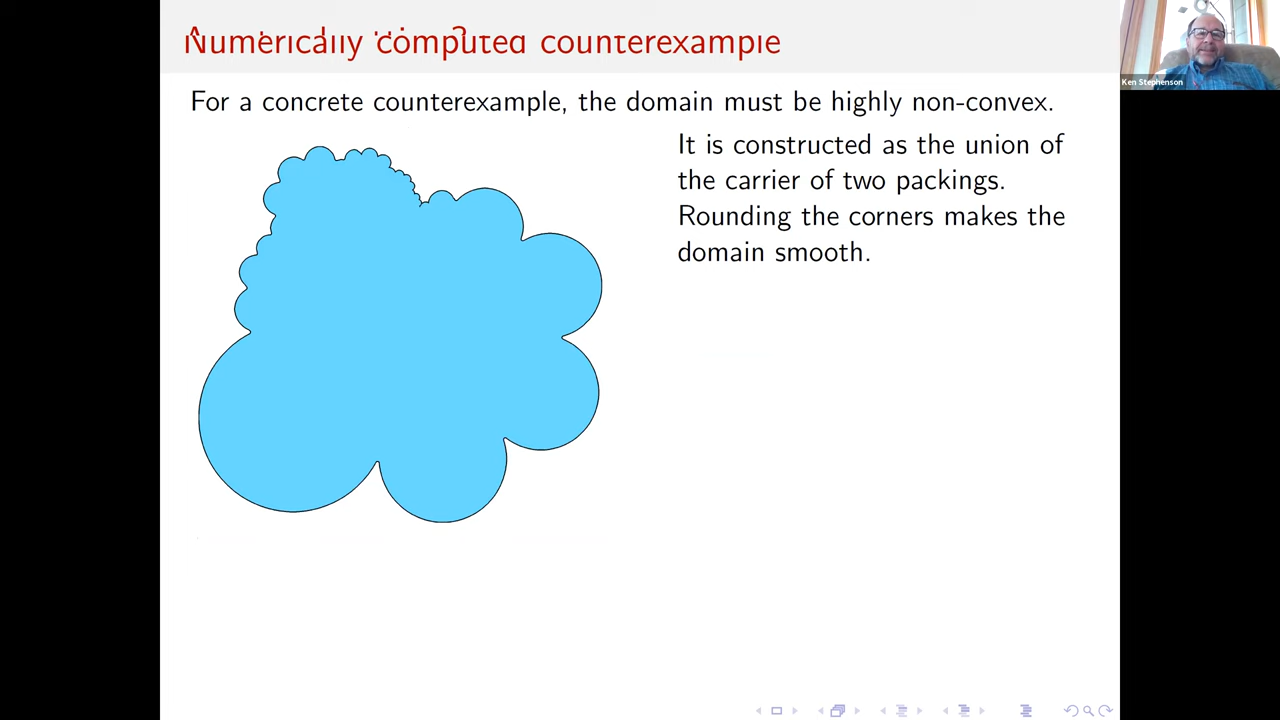 Numerically computed counterexample
Ken Stephenson
For a concrete counterexample, the domain must be highly non-convex.
It is constructed as the union of
the carrier of two packings.
Rounding the corners makes the
domain smooth.